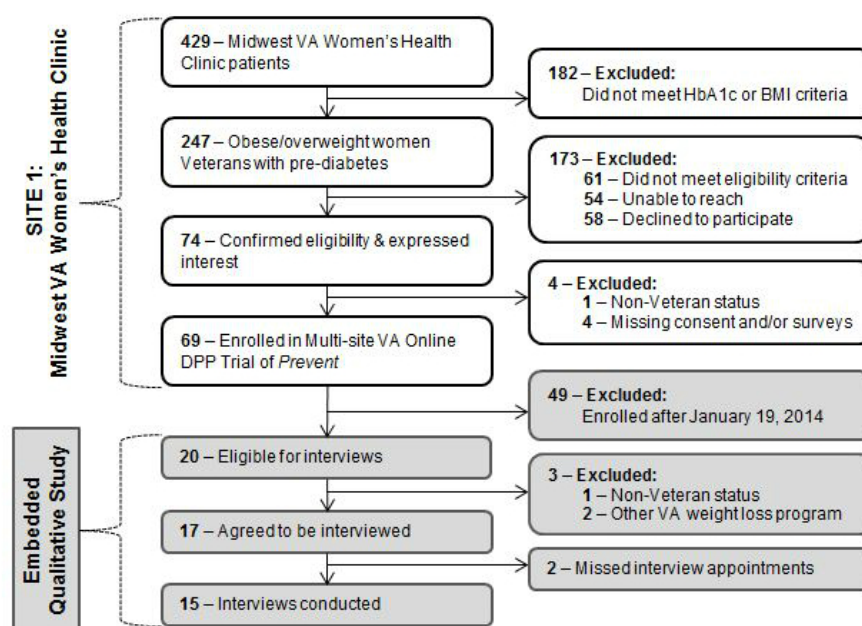 SITE 1:
Midwest VA Women's Health Clinic
429 – Midwest VA Women's Health
Clinic patients
182 – Excluded:
Did not meet HbA1c or BMI criteria
247 – Obese/overweight women
Veterans with pre-diabetes
173 – Excluded:
61 – Did not meet eligibility criteria
54 – Unable to reach
58 – Declined to participate
74 – Confirmed eligibility & expressed
interest
4 – Excluded:
1 – Non-Veteran status
4 – Missing consent and/or surveys
69 – Enrolled in Multi-site VA Online
DPP Trial of Prevent
49 – Excluded:
Enrolled after January 19, 2014
Embedded
Qualitative Study
20 – Eligible for interviews
3 – Excluded:
1 – Non-Veteran status
2 – Other VA weight loss program
17 – Agreed to be interviewed
2 – Missed interview appointments
15 – Interviews conducted